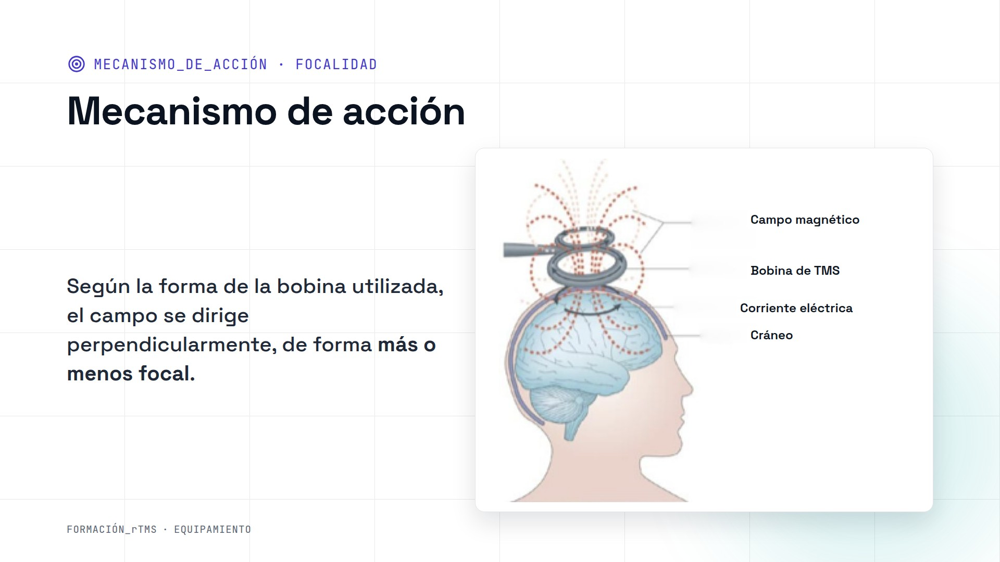 MECANISMO_DE_ACCIÓN · FOCALIDAD
Mecanismo de acción
Según la forma de la bobina utilizada,
el campo se dirige
perpendicularmente, de forma más o
menos focal.
Campo magnético
Bobina de TMS
Corriente eléctrica
Cráneo
FORMACIÓN_rTMS · EQUIPAMIENTO